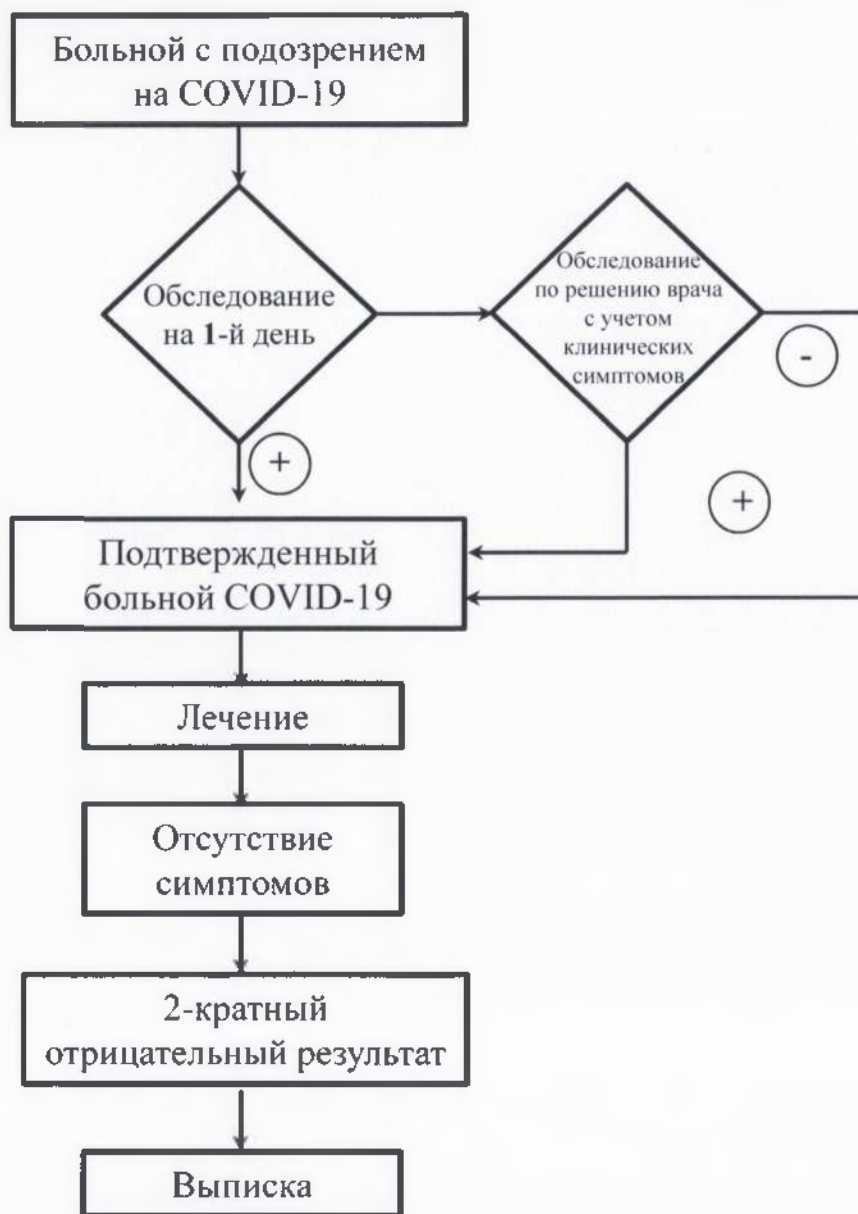 Больной с подозрением
на COVID-19
Обследование
на 1-й день
Обследование
по решению врача
с учетом
клинических
симптомов
-
+
+
Подтвержденный
больной COVID-19
Лечение
Отсутствие
симптомов
2-кратный
отрицательный результат
Выписка